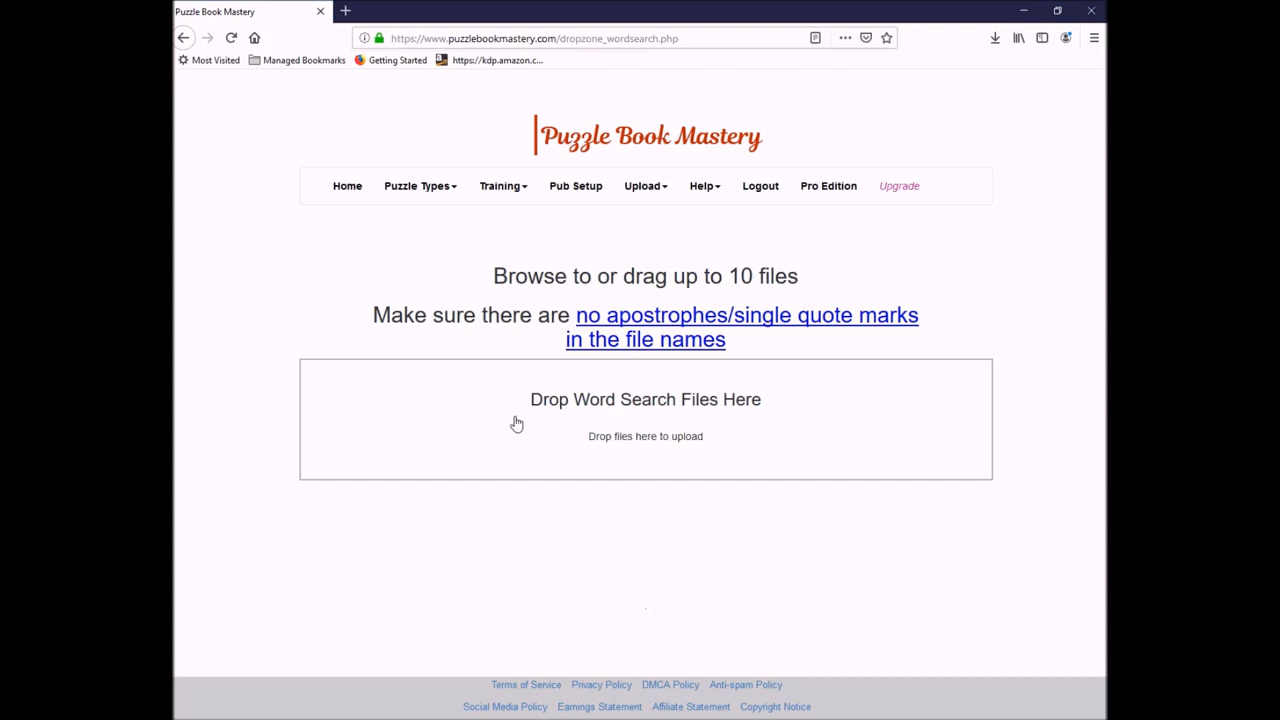 Puzzle Book Mastery
https://www.puzzlebookmastery.com/dropzone_wordsearch.php
Most Visited Managed Bookmarks Getting Started https://kdp.amazon.c...
Puzzle Book Mastery
Home Puzzle Types Training Pub Setup Upload Help Logout Pro Edition Upgrade
Browse to or drag up to 10 files
Make sure there are no apostrophes/single quote marks
in the file names
Drop Word Search Files Here
Drop files here to upload
Terms of Service Privacy Policy DMCA Policy Anti-spam Policy
Social Media Policy Earnings Statement Affiliate Statement Copyright Notice